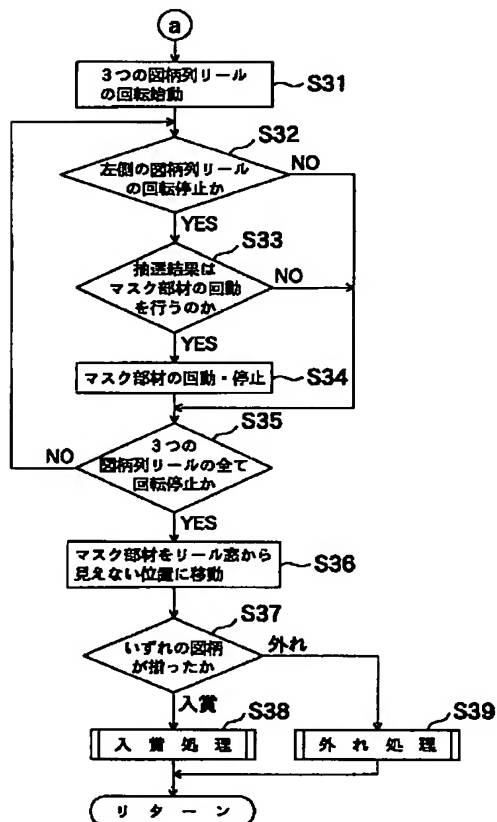 a
3つの図柄列リール
の回転始動
S31
S32
左側の図柄列リール
の回転停止か
NO
YES
S33
抽選結果は
マスク部材の回動
を行うのか
NO
YES
マスク部材の回動・停止
S34
S35
3つの
図柄列リールの全て
回転停止か
NO
YES
マスク部材をリール窓から
見えない位置に移動
S36
S37
いずれの図柄
が揃ったか
外れ
入賞
S38
入賞処理
S39
外れ処理
リターン